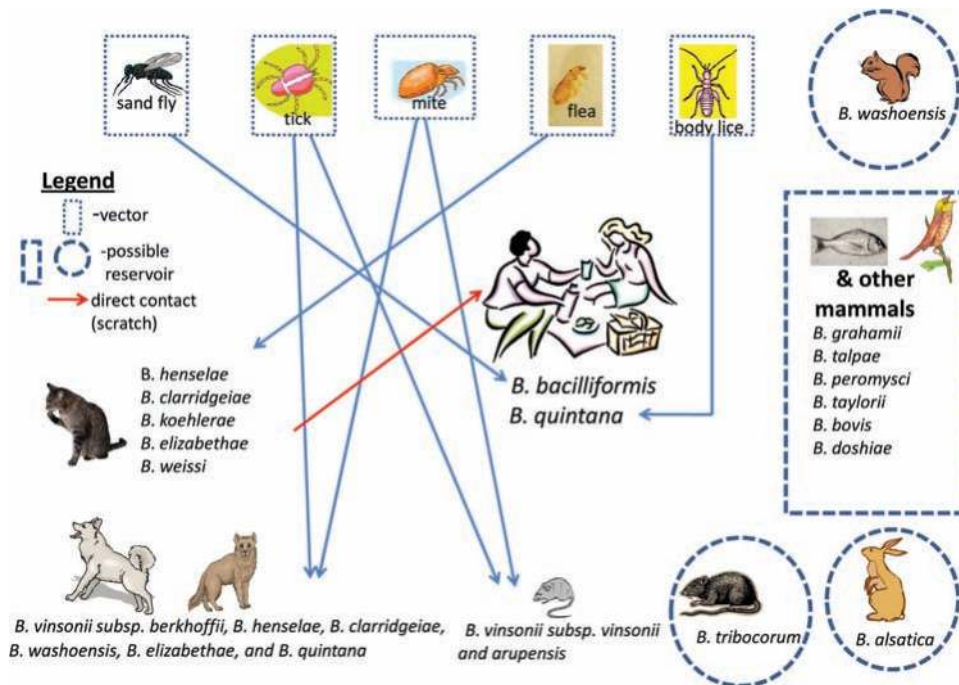 sand fly
tick
mite
flea
body lice
B. washoensis
Legend
-vector
-possible
reservoir
direct contact
(scratch)
& other
mammals
B. grahamii
B. talpae
B. peromysci
B. taylorii
B. bovis
B. doshiae
B. henselae
B. clarridgeiae
B. koehlerae
B. elizabethae
B. weissi
B. bacilliformis
B. quintana
B. vinsonii subsp. berkhoffii, B. henselae, B. clarridgeiae,
B. washoensis, B. elizabethae, and B. quintana
B. vinsonii subsp. vinsonii
and arupensis
B. tribocorum
B. alsatica